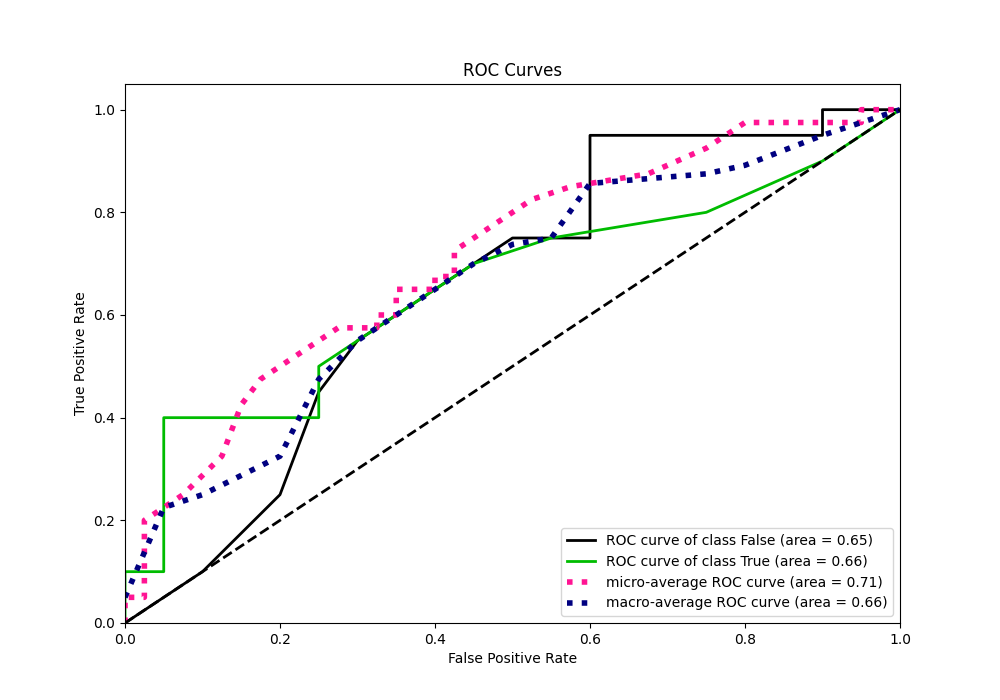 ROC Curves
True Positive Rate
1.0
0.8
0.6
0.4
0.2
0.0
0.0 0.2 0.4 0.6 0.8 1.0
False Positive Rate
ROC curve of class False (area = 0.65)
ROC curve of class True (area = 0.66)
micro-average ROC curve (area = 0.71)
macro-average ROC curve (area = 0.66)